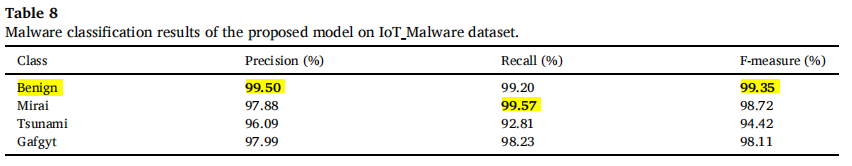 Table 8
Malware classification results of the proposed model on IoT_Malware dataset.
Class Precision (%) Recall (%) F-measure (%)
Benign 99.50 99.20 99.35
Mirai 97.88 99.57 98.72
Tsunami 96.09 92.81 94.42
Gafgyt 97.99 98.23 98.11